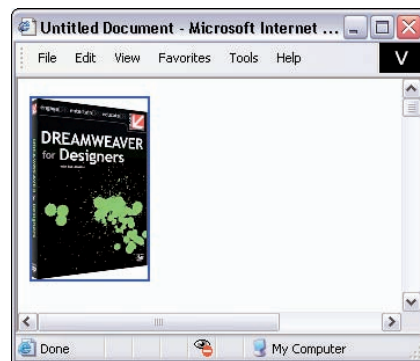 Untitled Document - Microsoft Internet ...
File Edit View Favorites Tools Help
DREAMWEAVER
for Designers
Done My Computer